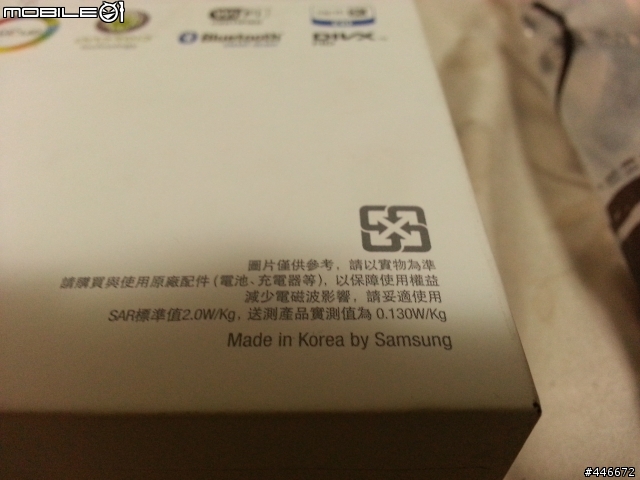 MOBILE01
Bluetooth
DIVX
圖片僅供參考，請以實物為準
請購買與使用原廠配件(電池、充電器等)，以保障使用權益
減少電磁波影響，請妥適使用
SAR標準值2.0W/Kg, 送測產品實測值為 0.130W/Kg
Made in Korea by Samsung
#446672